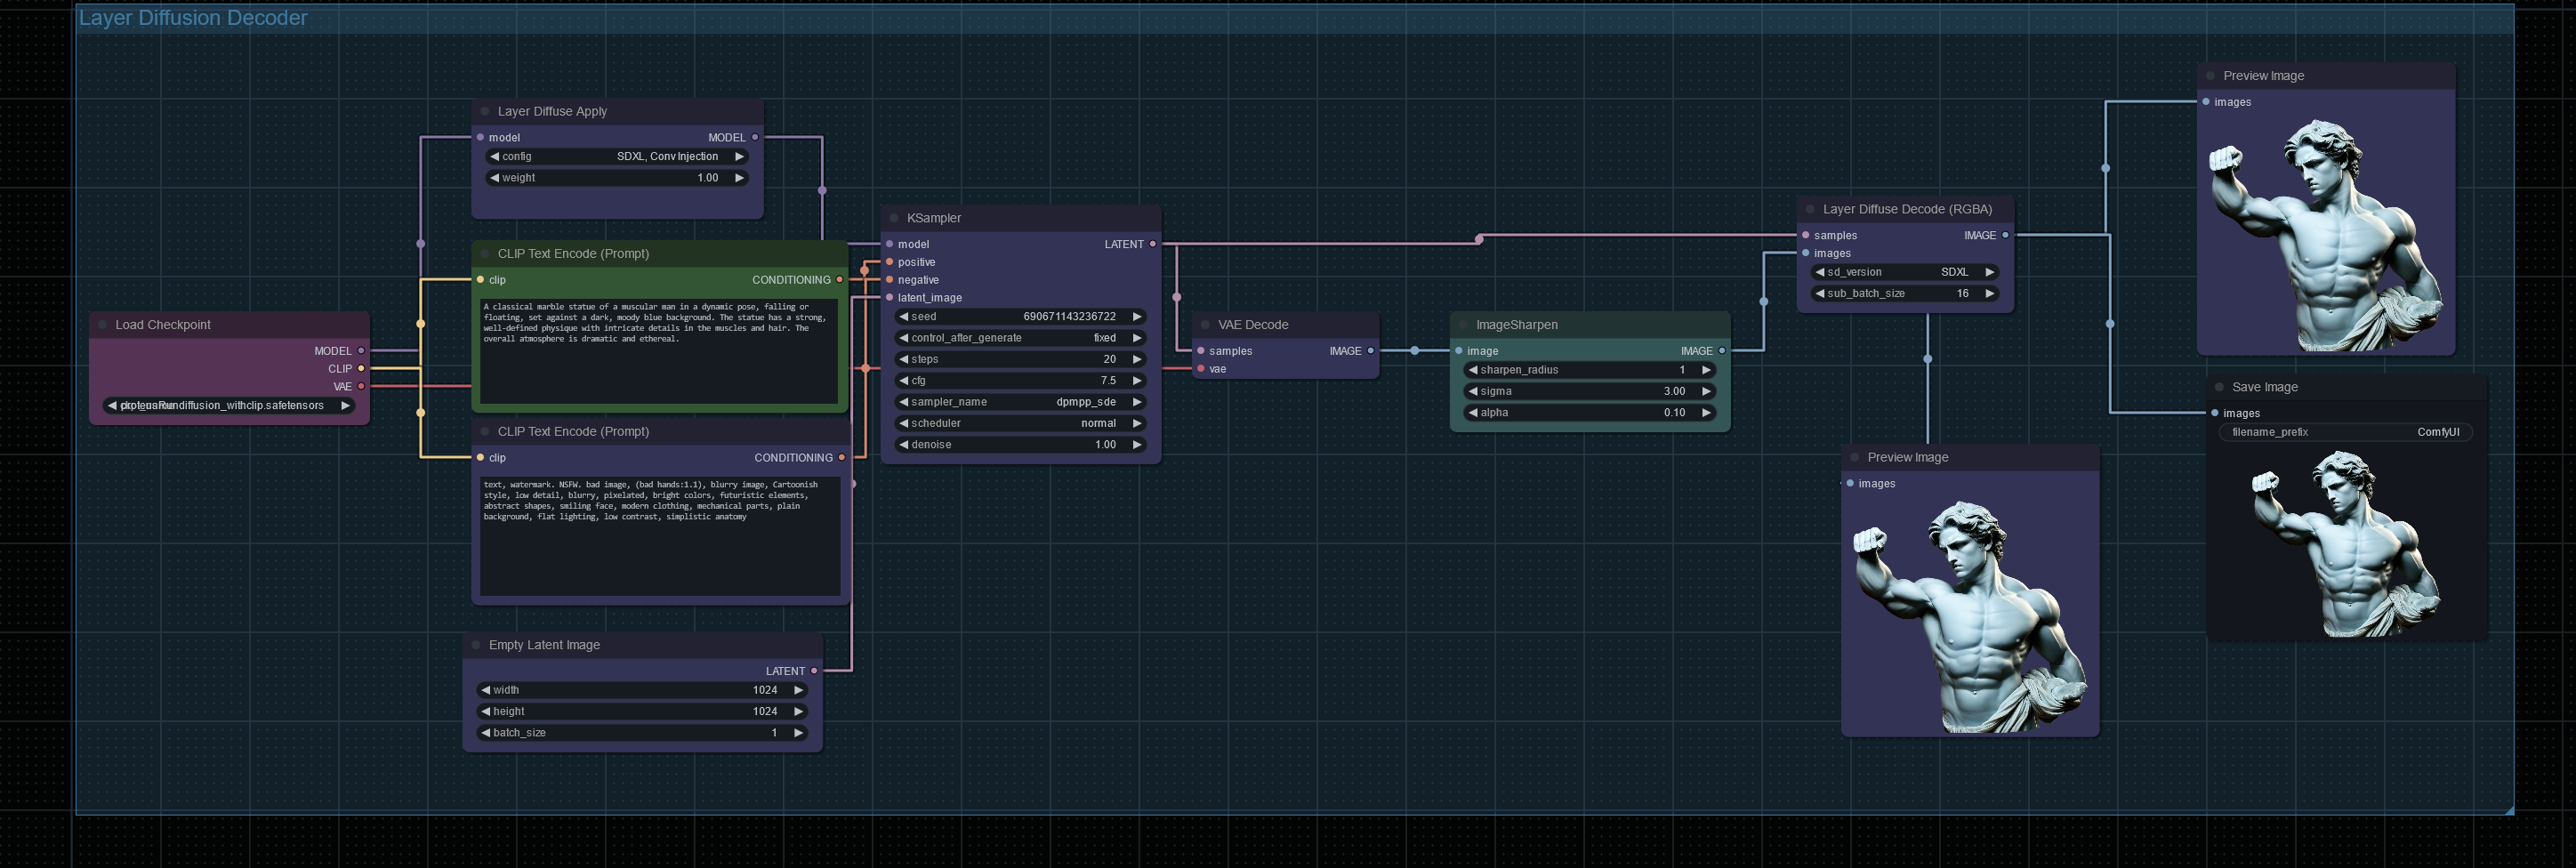 Layer Diffusion Decoder
Load Checkpoint
MODEL
CLIP
VAE
Rundiffusion_withclip.safetensors
Layer Diffuse Apply
model MODEL
config SDXL, Conv Injection
weight 1.00
CLIP Text Encode (Prompt)
clip CONDITIONING
A classical marble statue of a muscular man in a dynamic pose, falling or
floating, set against a dark, moody blue background. The statue has a strong,
well-defined physique with intricate details in the muscles and hair. The
overall atmosphere is dramatic and ethereal.
CLIP Text Encode (Prompt)
clip CONDITIONING
text, watermark. NSFW. bad image, (bad hands:1.1), blurry image, Cartoonish
style, low detail, blurry, pixelated, bright colors, futuristic elements,
abstract shapes, smiling face, modern clothing, mechanical parts, plain
background, flat lighting, low contrast, simplistic anatomy
Empty Latent Image
LATENT
width 1024
height 1024
batch_size 1
KSampler
model LATENT
positive
negative
latent_image
seed 690671143236722
control_after_generate fixed
steps 20
cfg 7.5
sampler_name dpmpp_sde
scheduler normal
denoise 1.00
VAE Decode
samples IMAGE
vae
ImageSharpen
image IMAGE
sharpen_radius 1
sigma 3.00
alpha 0.10
Layer Diffuse Decode (RGBA)
samples IMAGE
images
sd_version SDXL
sub_batch_size 16
Preview Image
images
Preview Image
images
Save Image
images
filename_prefix ComfyUI